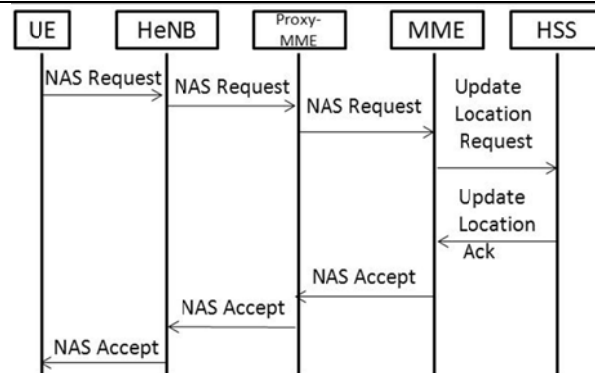 UE
HeNB
Proxy-
MME
MME
HSS
NAS Request
NAS Request
NAS Request
Update
Location
Request
Update
Location
Ack
NAS Accept
NAS Accept
NAS Accept